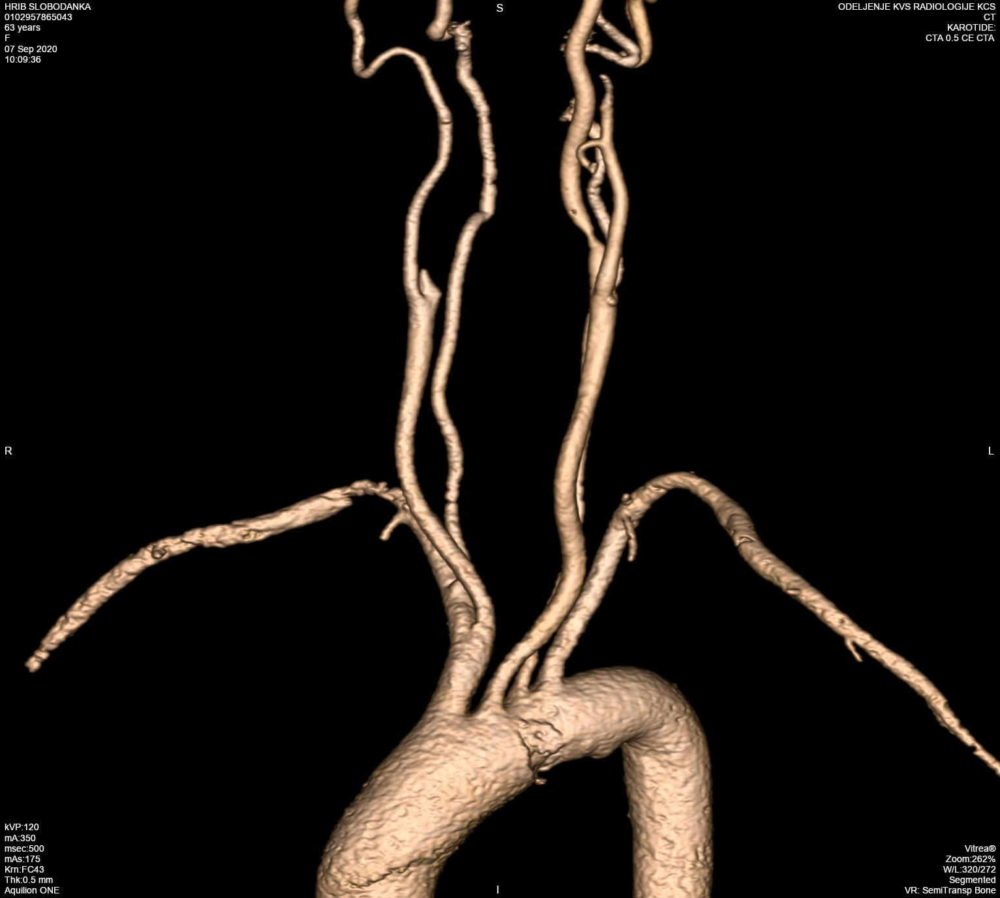 HRIB SLOBODANKA
0102957865043
63 years
F
07 Sep 2020
10:09:36
S
ODELJENJE KVS RADIOLOGIJE KCS
CT
KAROTIDE:
CTA 0.5 CE CTA
R
L
kVP:120
mA:350
msec:500
mAs:175
Krn:FC43
Thk:0.5 mm
Aquilion ONE
I
Vitrea®
Zoom:262%
W/L:320/272
Segmented
VR: SemiTransp Bone